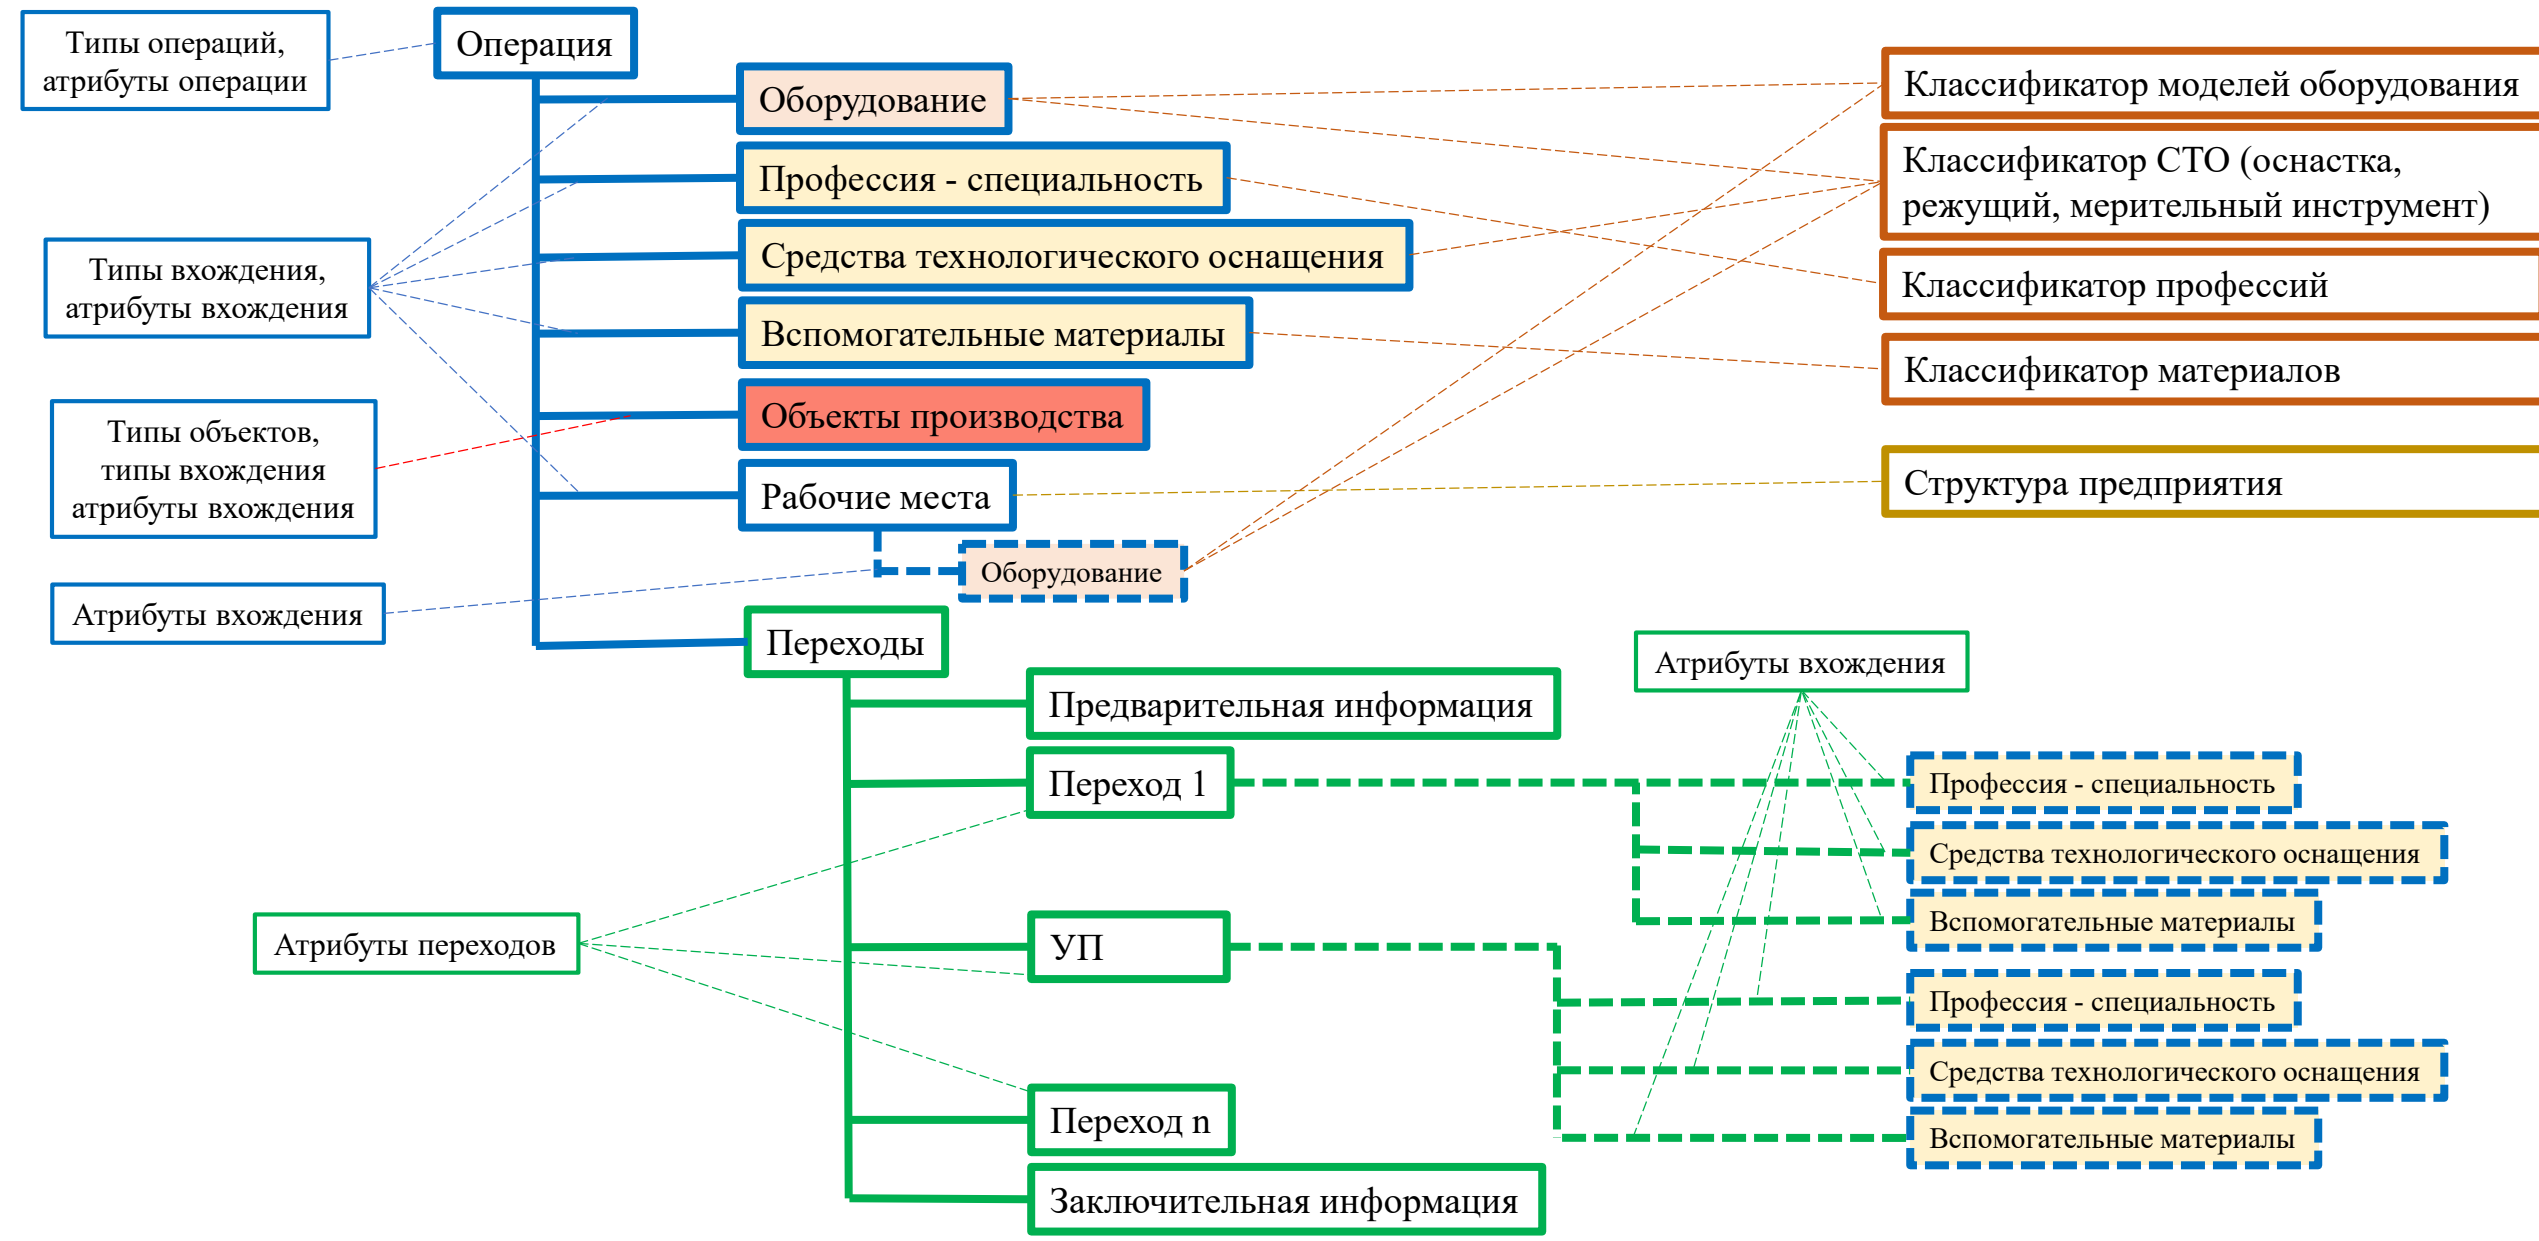 Типы операций,
атрибуты операции
Операция
Оборудование
Классификатор моделей оборудования
Профессия - специальность
Классификатор СТО (оснастка,
режущий, мерительный инструмент)
Типы вхождения,
атрибуты вхождения
Средства технологического оснащения
Классификатор профессий
Вспомогательные материалы
Классификатор материалов
Типы объектов,
типы вхождения
атрибуты вхождения
Объекты производства
Рабочие места
Структура предприятия
Оборудование
Атрибуты вхождения
Переходы
Атрибуты вхождения
Предварительная информация
Переход 1
Профессия - специальность
Средства технологического оснащения
Вспомогательные материалы
Атрибуты переходов
УП
Профессия - специальность
Средства технологического оснащения
Вспомогательные материалы
Переход n
Заключительная информация